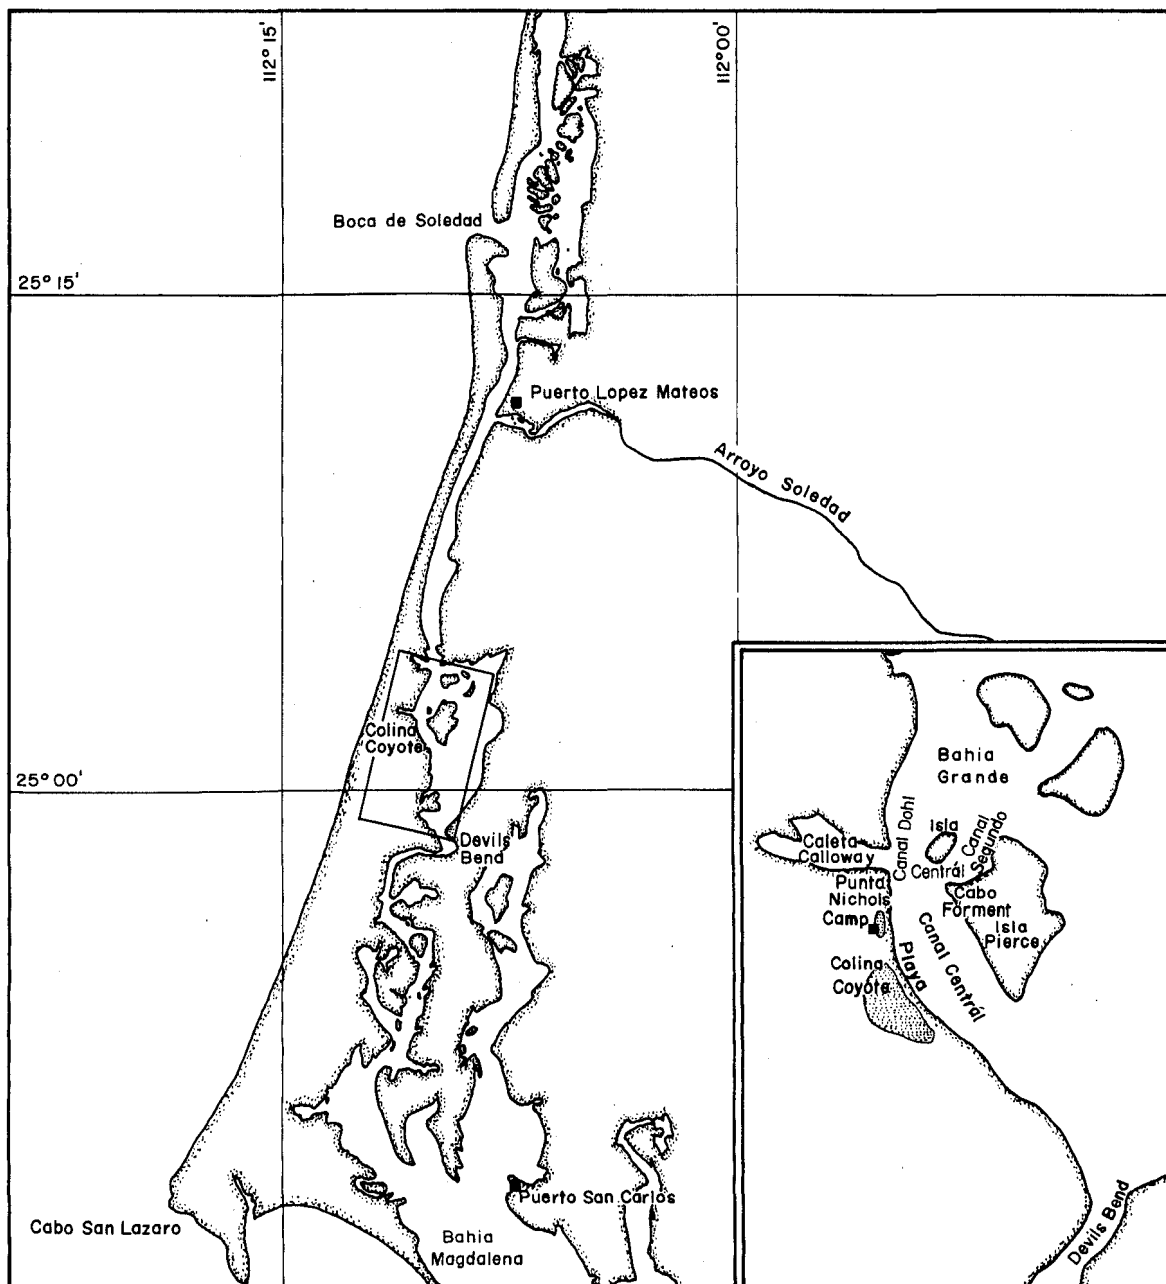 112° 15'
112° 00'
Boca de Soledad
25° 15'
Puerto Lopez Mateos
Arroyo Soledad
Colina
Coyote
25° 00'
Devils
Bend
Puerto San Carlos
Cabo San Lazaro
Bahia
Magdalena
Bahia
Grande
Canal Dahl
Isla
Centrál
Canal
Segundo
Caleta
Calloway
Punta
Nichols
Camp
Cabo
Forment
Isla
Pierce
Colina
Coyote
Playa
Canal Centrál
Devils Bend